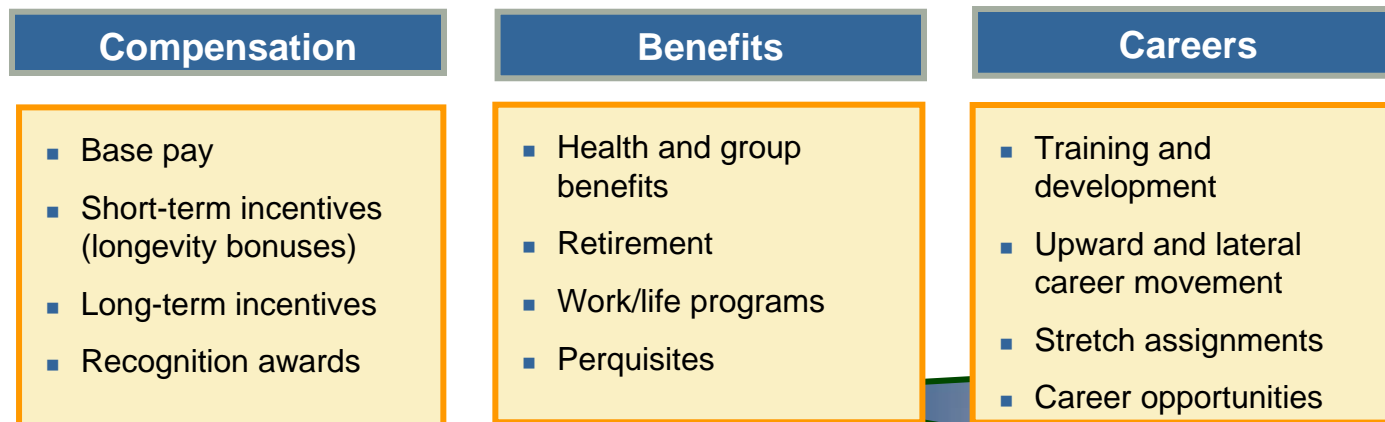 Compensation
■ Base pay
■ Short-term incentives
(longevity bonuses)
■ Long-term incentives
■ Recognition awards
Benefits
■ Health and group
benefits
■ Retirement
■ Work/life programs
■ Perquisites
Careers
■ Training and
development
■ Upward and lateral
career movement
■ Stretch assignments
■ Career opportunities